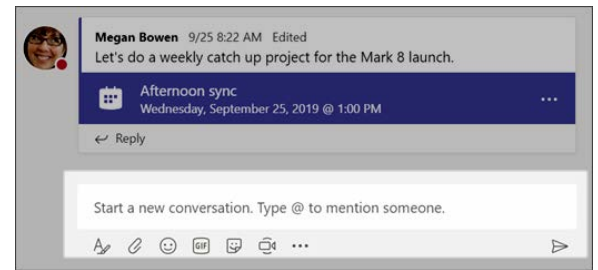 Megan Bowen 9/25 8:22 AM Edited
Let's do a weekly catch up project for the Mark 8 launch.
Afternoon sync
Wednesday, September 25, 2019 @ 1:00 PM
Reply
Start a new conversation. Type @ to mention someone.
GIF